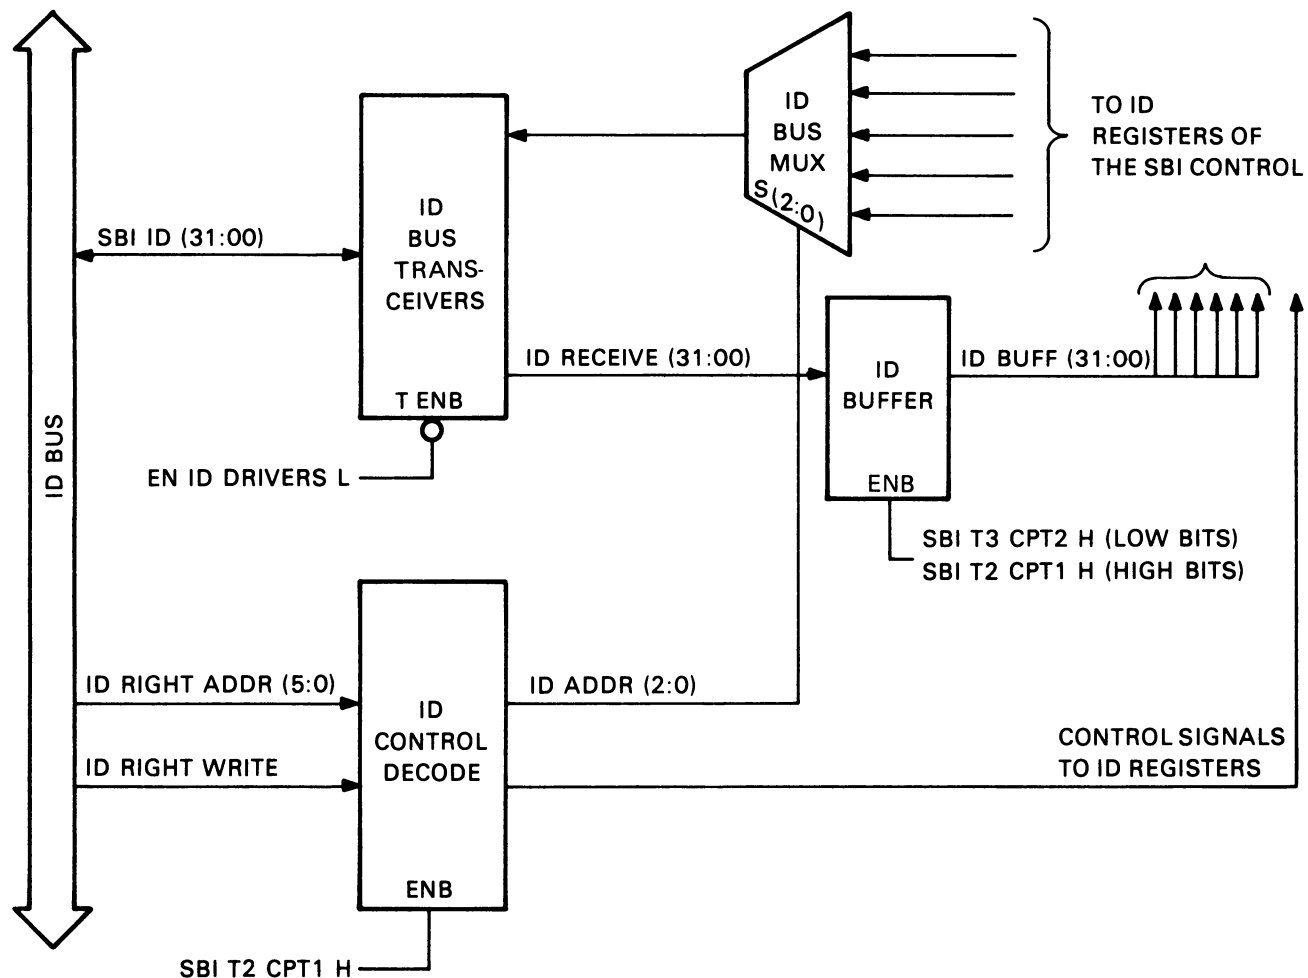 ID
BUS
MUX
S(2:0)
TO ID
REGISTERS OF
THE SBI CONTROL
ID
BUS
TRANS-
CEIVERS
T ENB
SBI ID (31:00)
ID RECEIVE (31:00)
ID
BUFFER
ENB
ID BUFF (31:00)
ID BUS
EN ID DRIVERS L
SBI T3 CPT2 H (LOW BITS)
SBI T2 CPT1 H (HIGH BITS)
ID RIGHT ADDR (5:0)
ID RIGHT WRITE
ID
CONTROL
DECODE
ENB
ID ADDR (2:0)
CONTROL SIGNALS
TO ID REGISTERS
SBI T2 CPT1 H